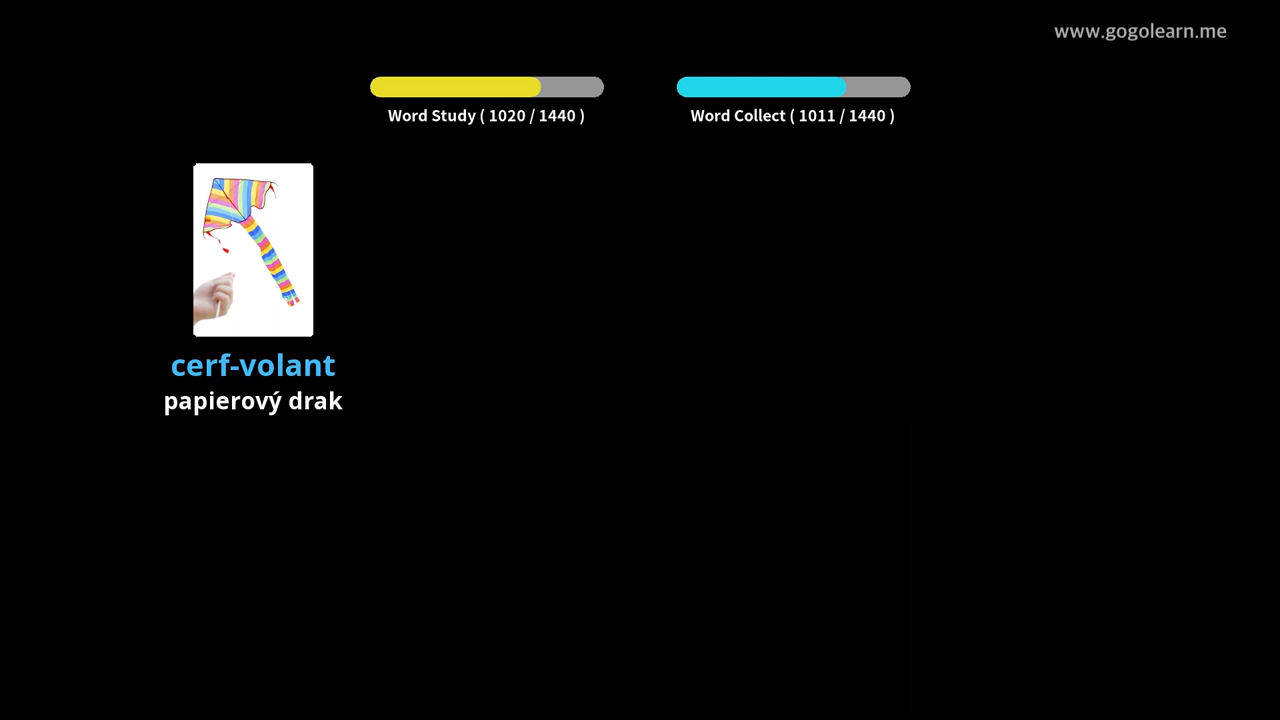 www.gogolearn.me
Word Study ( 1020 / 1440 )
Word Collect ( 1011 / 1440 )
cerf-volant
papierový drak